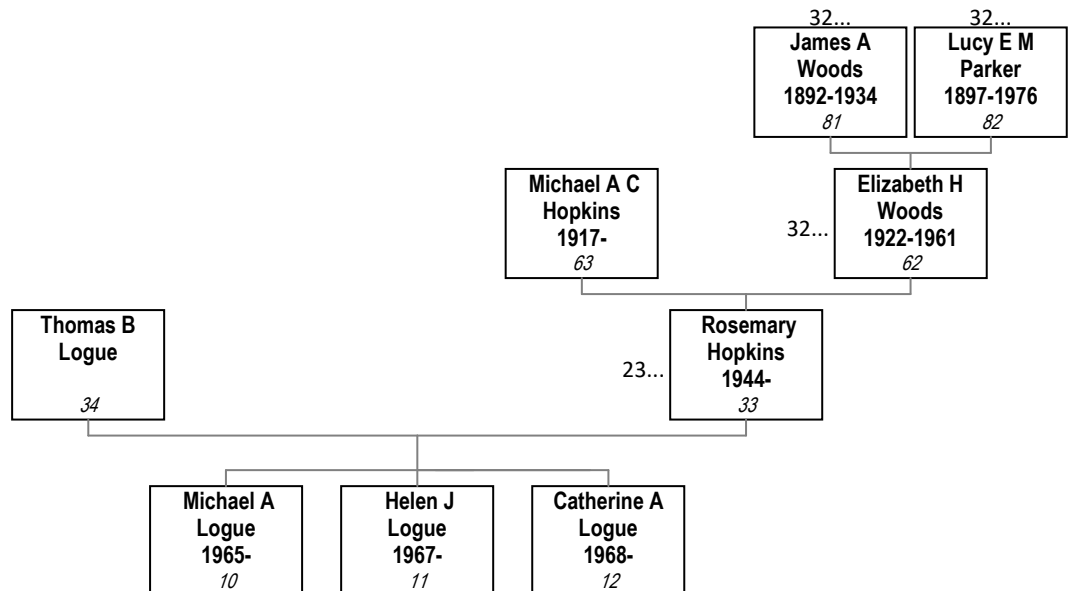 32...
32...
James A
Woods
1892-1934
81
Lucy E M
Parker
1897-1976
82
Michael A C
Hopkins
1917-
63
32...
Elizabeth H
Woods
1922-1961
62
Thomas B
Logue
34
23...
Rosemary
Hopkins
1944-
33
Michael A
Logue
1965-
10
Helen J
Logue
1967-
11
Catherine A
Logue
1968-
12